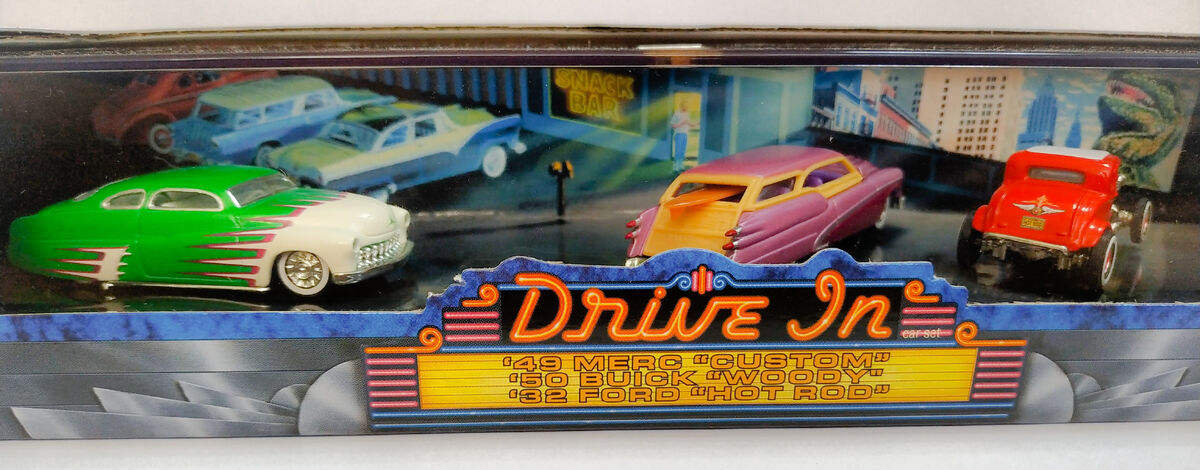 SNACK
BAR
Drive In
car set
'49 MERC "CUSTOM"
'50 BUICK "WOODY"
'32 FORD "HOT ROD"